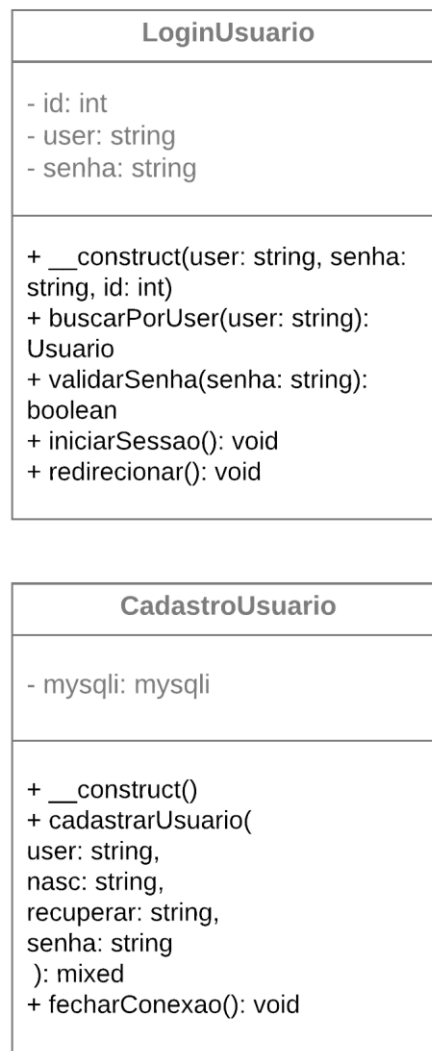 LoginUsuario
- id: int
- user: string
- senha: string
+ __construct(user: string, senha:
string, id: int)
+ buscarPorUser(user: string):
Usuario
+ validarSenha(senha: string):
boolean
+ iniciarSessao(): void
+ redirecionar(): void
CadastroUsuario
- mysqli: mysqli
+ __construct()
+ cadastrarUsuario(
user: string,
nasc: string,
recuperar: string,
senha: string
): mixed
+ fecharConexao(): void